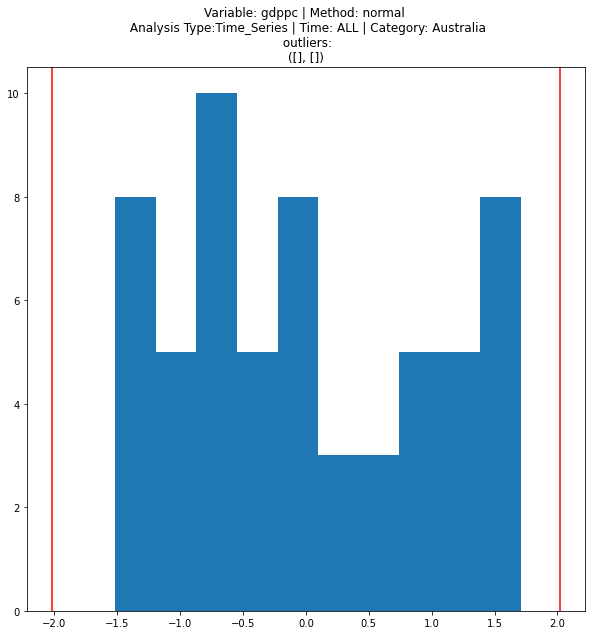 Variable: gdppc | Method: normal
Analysis Type:Time_Series | Time: ALL | Category: Australia
outliers:
([], [])
10
8
6
4
2
0
−2.0 −1.5 −1.0 −0.5 0.0 0.5 1.0 1.5 2.0